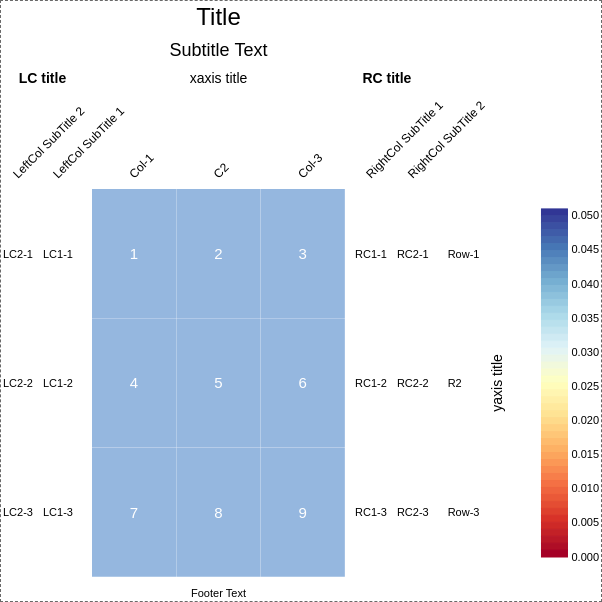 Title
Subtitle Text
LC title xaxis title RC title
LeftCol SubTitle 2 LeftCol SubTitle 1 Col-1 C2 Col-3 RightCol SubTitle 1 RightCol SubTitle 2
LC2-1 LC1-1 1 2 3 RC1-1 RC2-1 Row-1
LC2-2 LC1-2 4 5 6 RC1-2 RC2-2 R2
LC2-3 LC1-3 7 8 9 RC1-3 RC2-3 Row-3
yaxis title
0.050
0.045
0.040
0.035
0.030
0.025
0.020
0.015
0.010
0.005
0.000
Footer Text